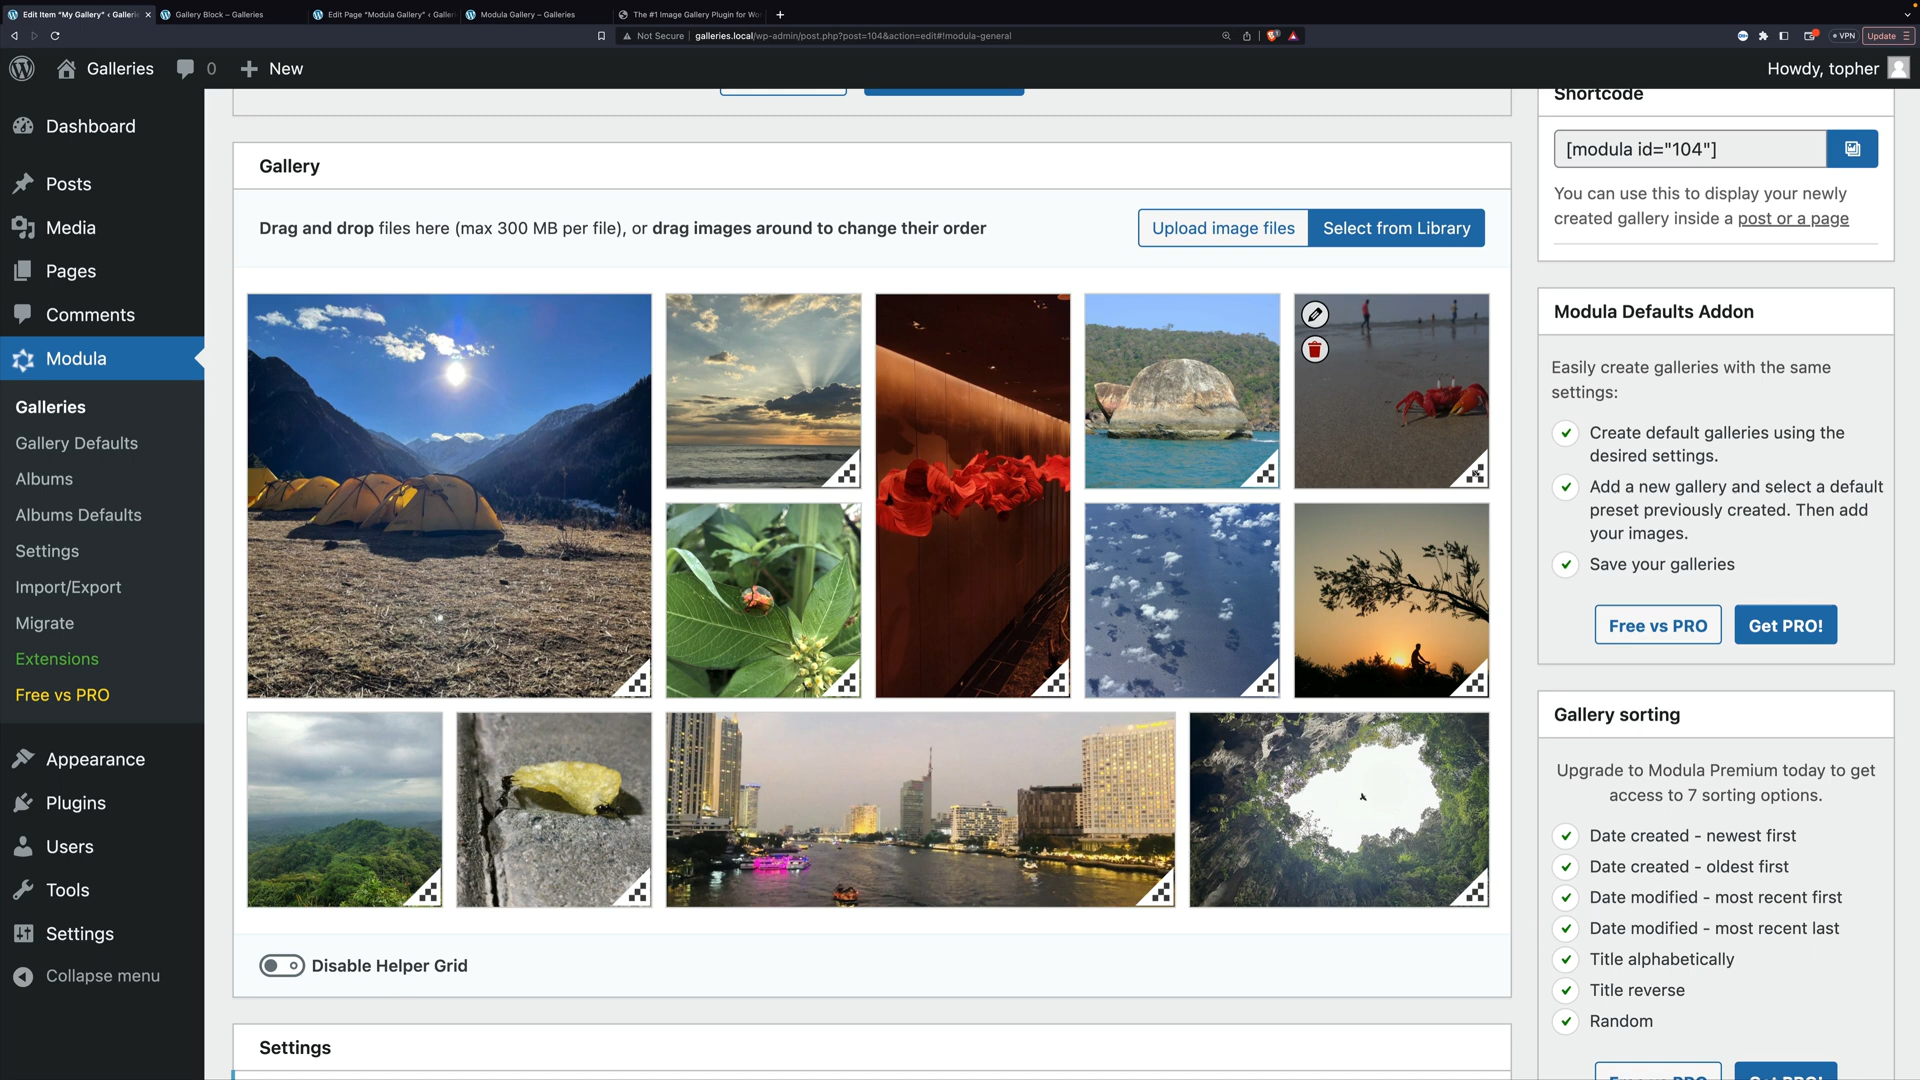 Edit Item "My Gallery" ‹ Galleri
Gallery Block – Galleries
Edit Page "Modula Gallery" ‹ Galler
Modula Gallery – Galleries
The #1 Image Gallery Plugin for Wo
Not Secure | galleries.local/wp-admin/post.php?post=104&action=edit#!modula-general
VPN
Update
Galleries
0
New
Howdy, topher
Dashboard
Posts
Media
Pages
Comments
Modula
Galleries
Gallery Defaults
Albums
Albums Defaults
Settings
Import/Export
Migrate
Extensions
Free vs PRO
Appearance
Plugins
Users
Tools
Settings
Collapse menu
Gallery
Drag and drop files here (max 300 MB per file), or drag images around to change their order
Upload image files
Select from Library
Disable Helper Grid
Settings
Shortcode
[modula id="104"]
You can use this to display your newly
created gallery inside a post or a page
Modula Defaults Addon
Easily create galleries with the same
settings:
Create default galleries using the
desired settings.
Add a new gallery and select a default
preset previously created. Then add
your images.
Save your galleries
Free vs PRO
Get PRO!
Gallery sorting
Upgrade to Modula Premium today to get
access to 7 sorting options.
Date created - newest first
Date created - oldest first
Date modified - most recent first
Date modified - most recent last
Title alphabetically
Title reverse
Random
Free vs PRO
Get PRO!